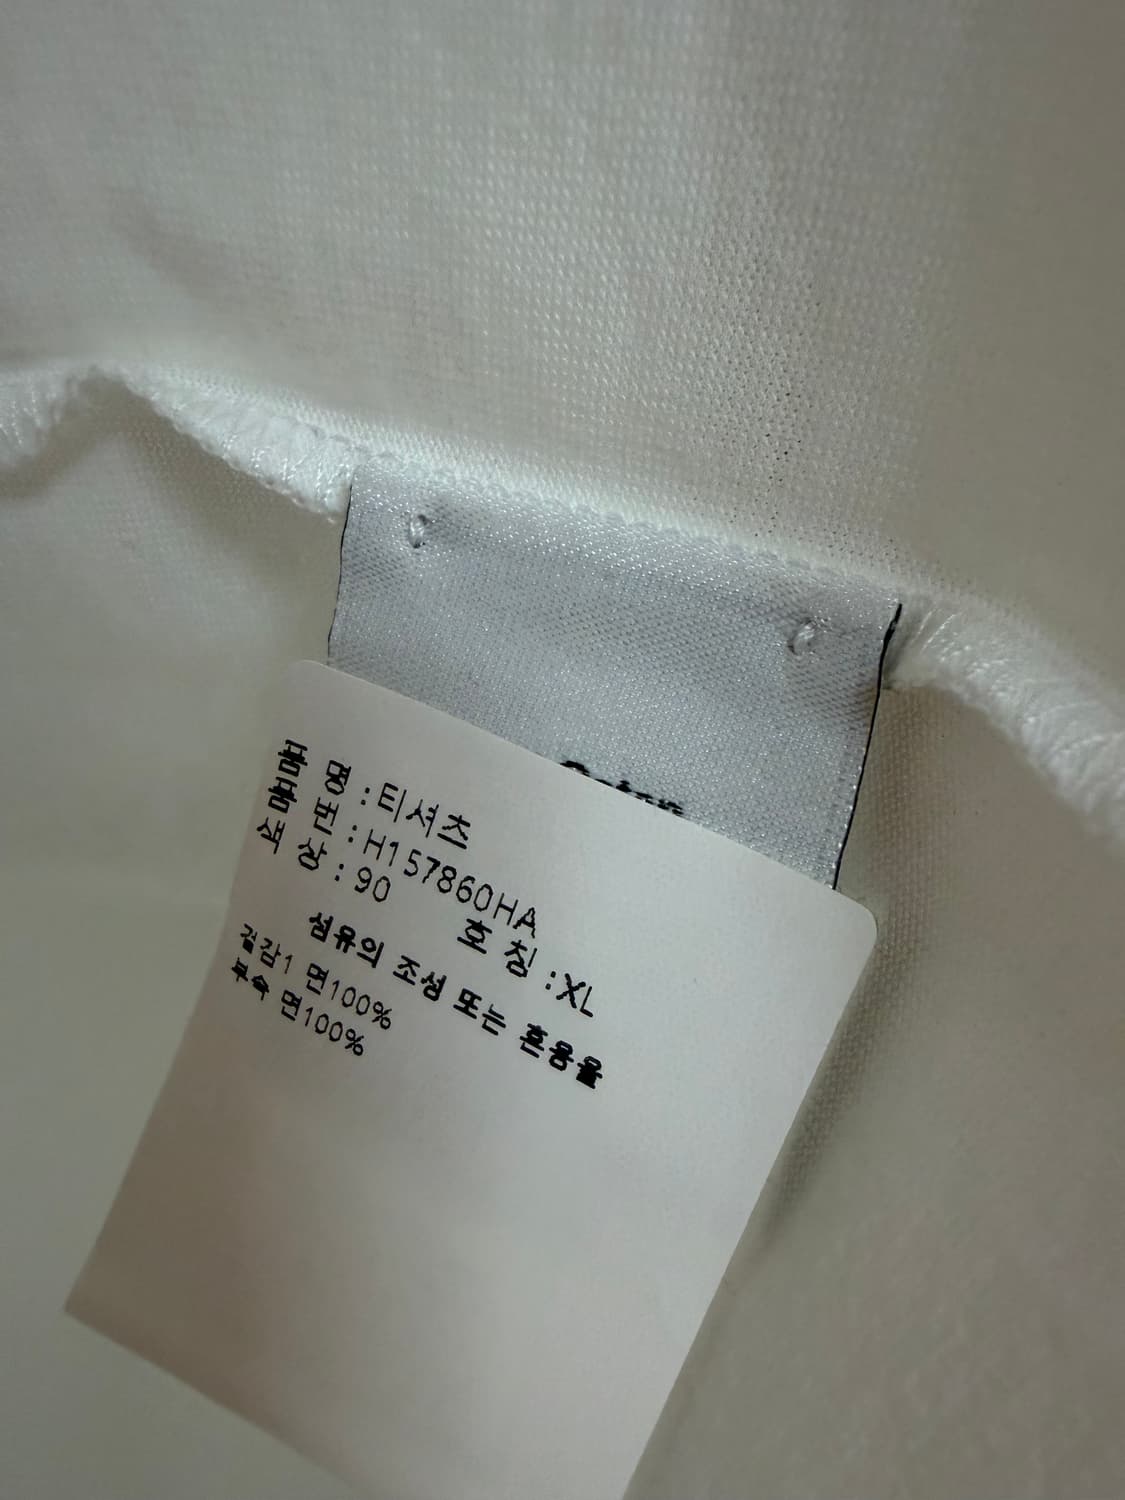 품 명 : 티셔츠
품 번 : H157860HA
색 상 : 90 호 칭 : XL
섬유의 조성 또는 혼용율
겉감1 면100%
부속 면100%